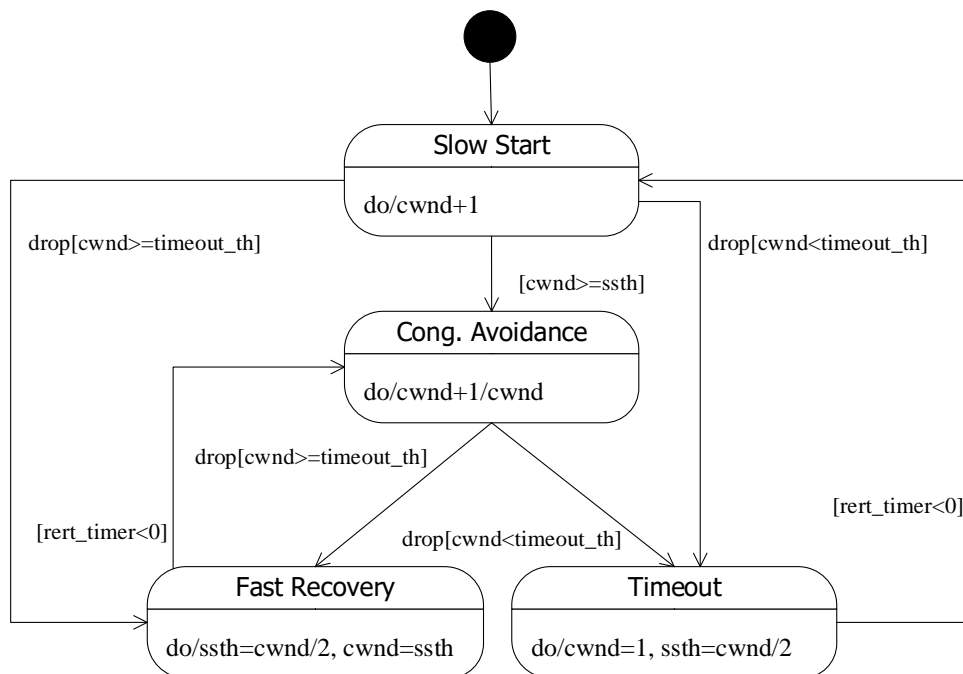 Slow Start
do/cwnd+1
drop[cwnd>=timeout_th]
drop[cwnd<timeout_th]
[cwnd>=ssth]
Cong. Avoidance
do/cwnd+1/cwnd
drop[cwnd>=timeout_th]
[rert_timer<0]
[rert_timer<0]
drop[cwnd<timeout_th]
Fast Recovery
Timeout
do/ssth=cwnd/2, cwnd=ssth
do/cwnd=1, ssth=cwnd/2